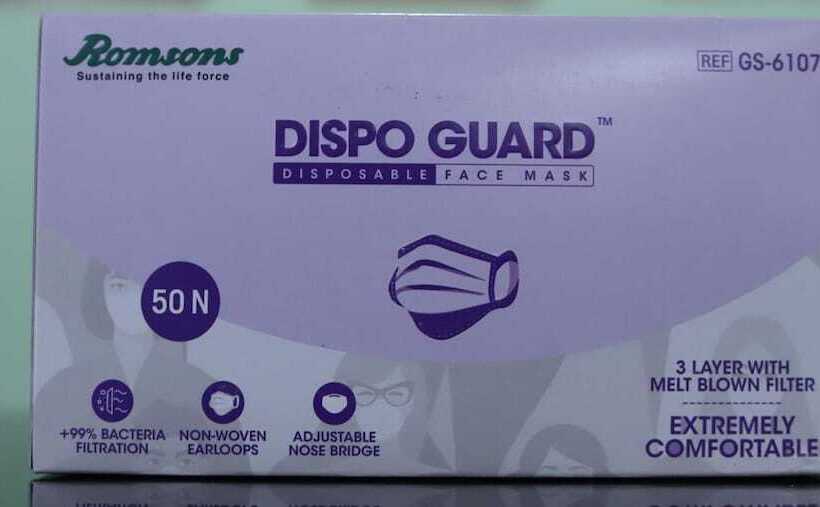 Romsons
Sustaining the life force
REF GS-6107
DISPO GUARD™
DISPOSABLE FACE MASK
50 N
3 LAYER WITH
MELT BLOWN FILTER
EXTREMELY
COMFORTABLE
+99% BACTERIA
FILTRATION
NON-WOVEN
EARLOOPS
ADJUSTABLE
NOSE BRIDGE